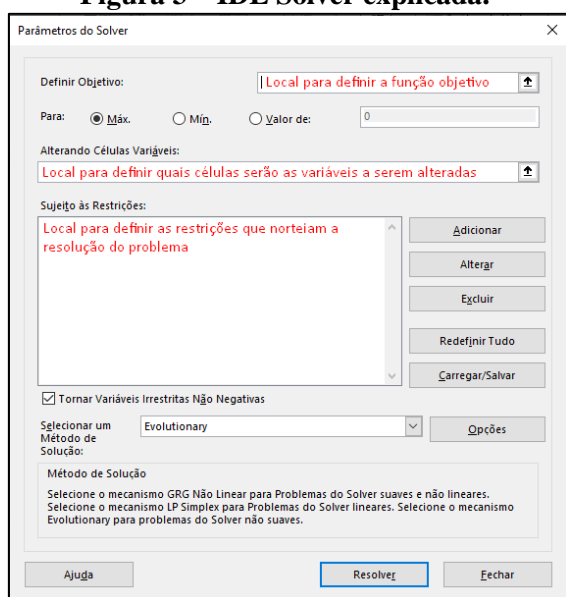 Figura 3 – IDE Solver explicada.
Parâmetros do Solver
Definir Objetivo:
Local para definir a função objetivo
Para:
Máx.
Mín.
Valor de:
0
Alterando Células Variáveis:
Local para definir quais células serão as variáveis a serem alteradas
Sujeito às Restrições:
Local para definir as restrições que norteiam a
resolução do problema
Adicionar
Alterar
Excluir
Redefinir Tudo
Carregar/Salvar
Tornar Variáveis Irrestritas Não Negativas
Selecionar um
Método de
Solução:
Evolutionary
Opções
Método de Solução
Selecione o mecanismo GRG Não Linear para Problemas do Solver suaves e não lineares.
Selecione o mecanismo LP Simplex para Problemas do Solver lineares. Selecione o mecanismo
Evolutionary para problemas do Solver não suaves.
Ajuda
Resolver
Fechar